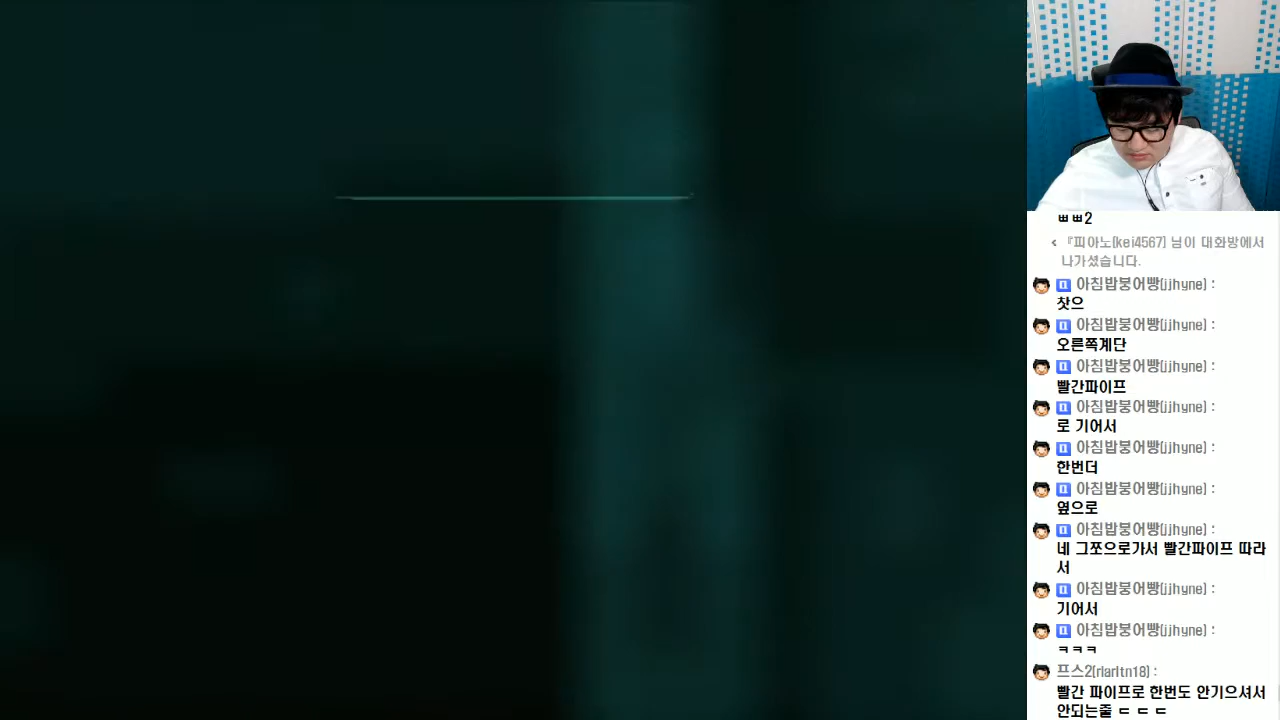 ㅃㅃ2
『피아노[kei4567] 님이 대화방에서
나가셨습니다.
아침밥붕어빵(jjhyne) :
찻으
아침밥붕어빵(jjhyne) :
오른쪽계단
아침밥붕어빵(jjhyne) :
빨간파이프
아침밥붕어빵(jjhyne) :
로 기어서
아침밥붕어빵(jjhyne) :
한번더
아침밥붕어빵(jjhyne) :
옆으로
아침밥붕어빵(jjhyne) :
네 그쪼으로가서 빨간파이프 따라
서
아침밥붕어빵(jjhyne) :
기어서
아침밥붕어빵(jjhyne) :
ㅋㅋㅋ
프스2(rlarltn18) :
빨간 파이프로 한번도 안기으셔서
안되는줄 ㄷ ㄷ ㄷ